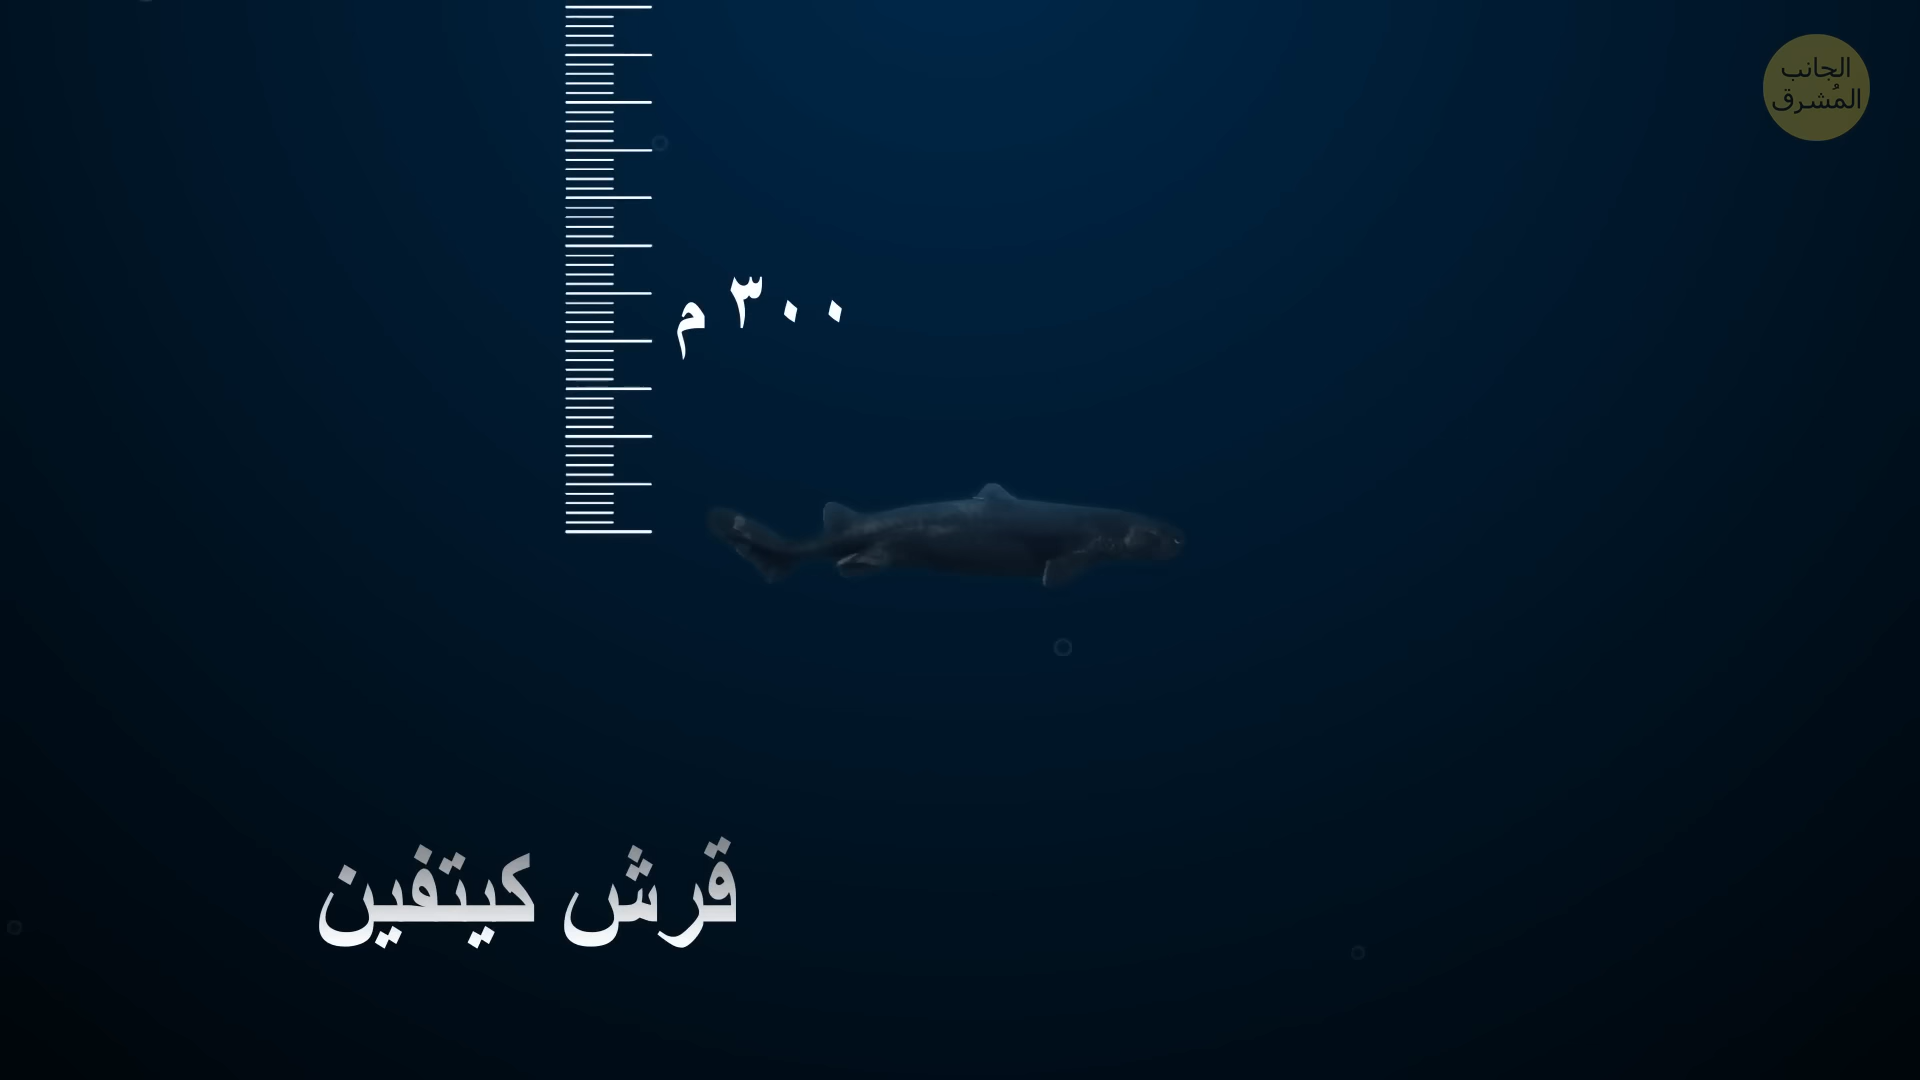 الجانب
المُشرق
٣٠٠ م
قرش كيتفين